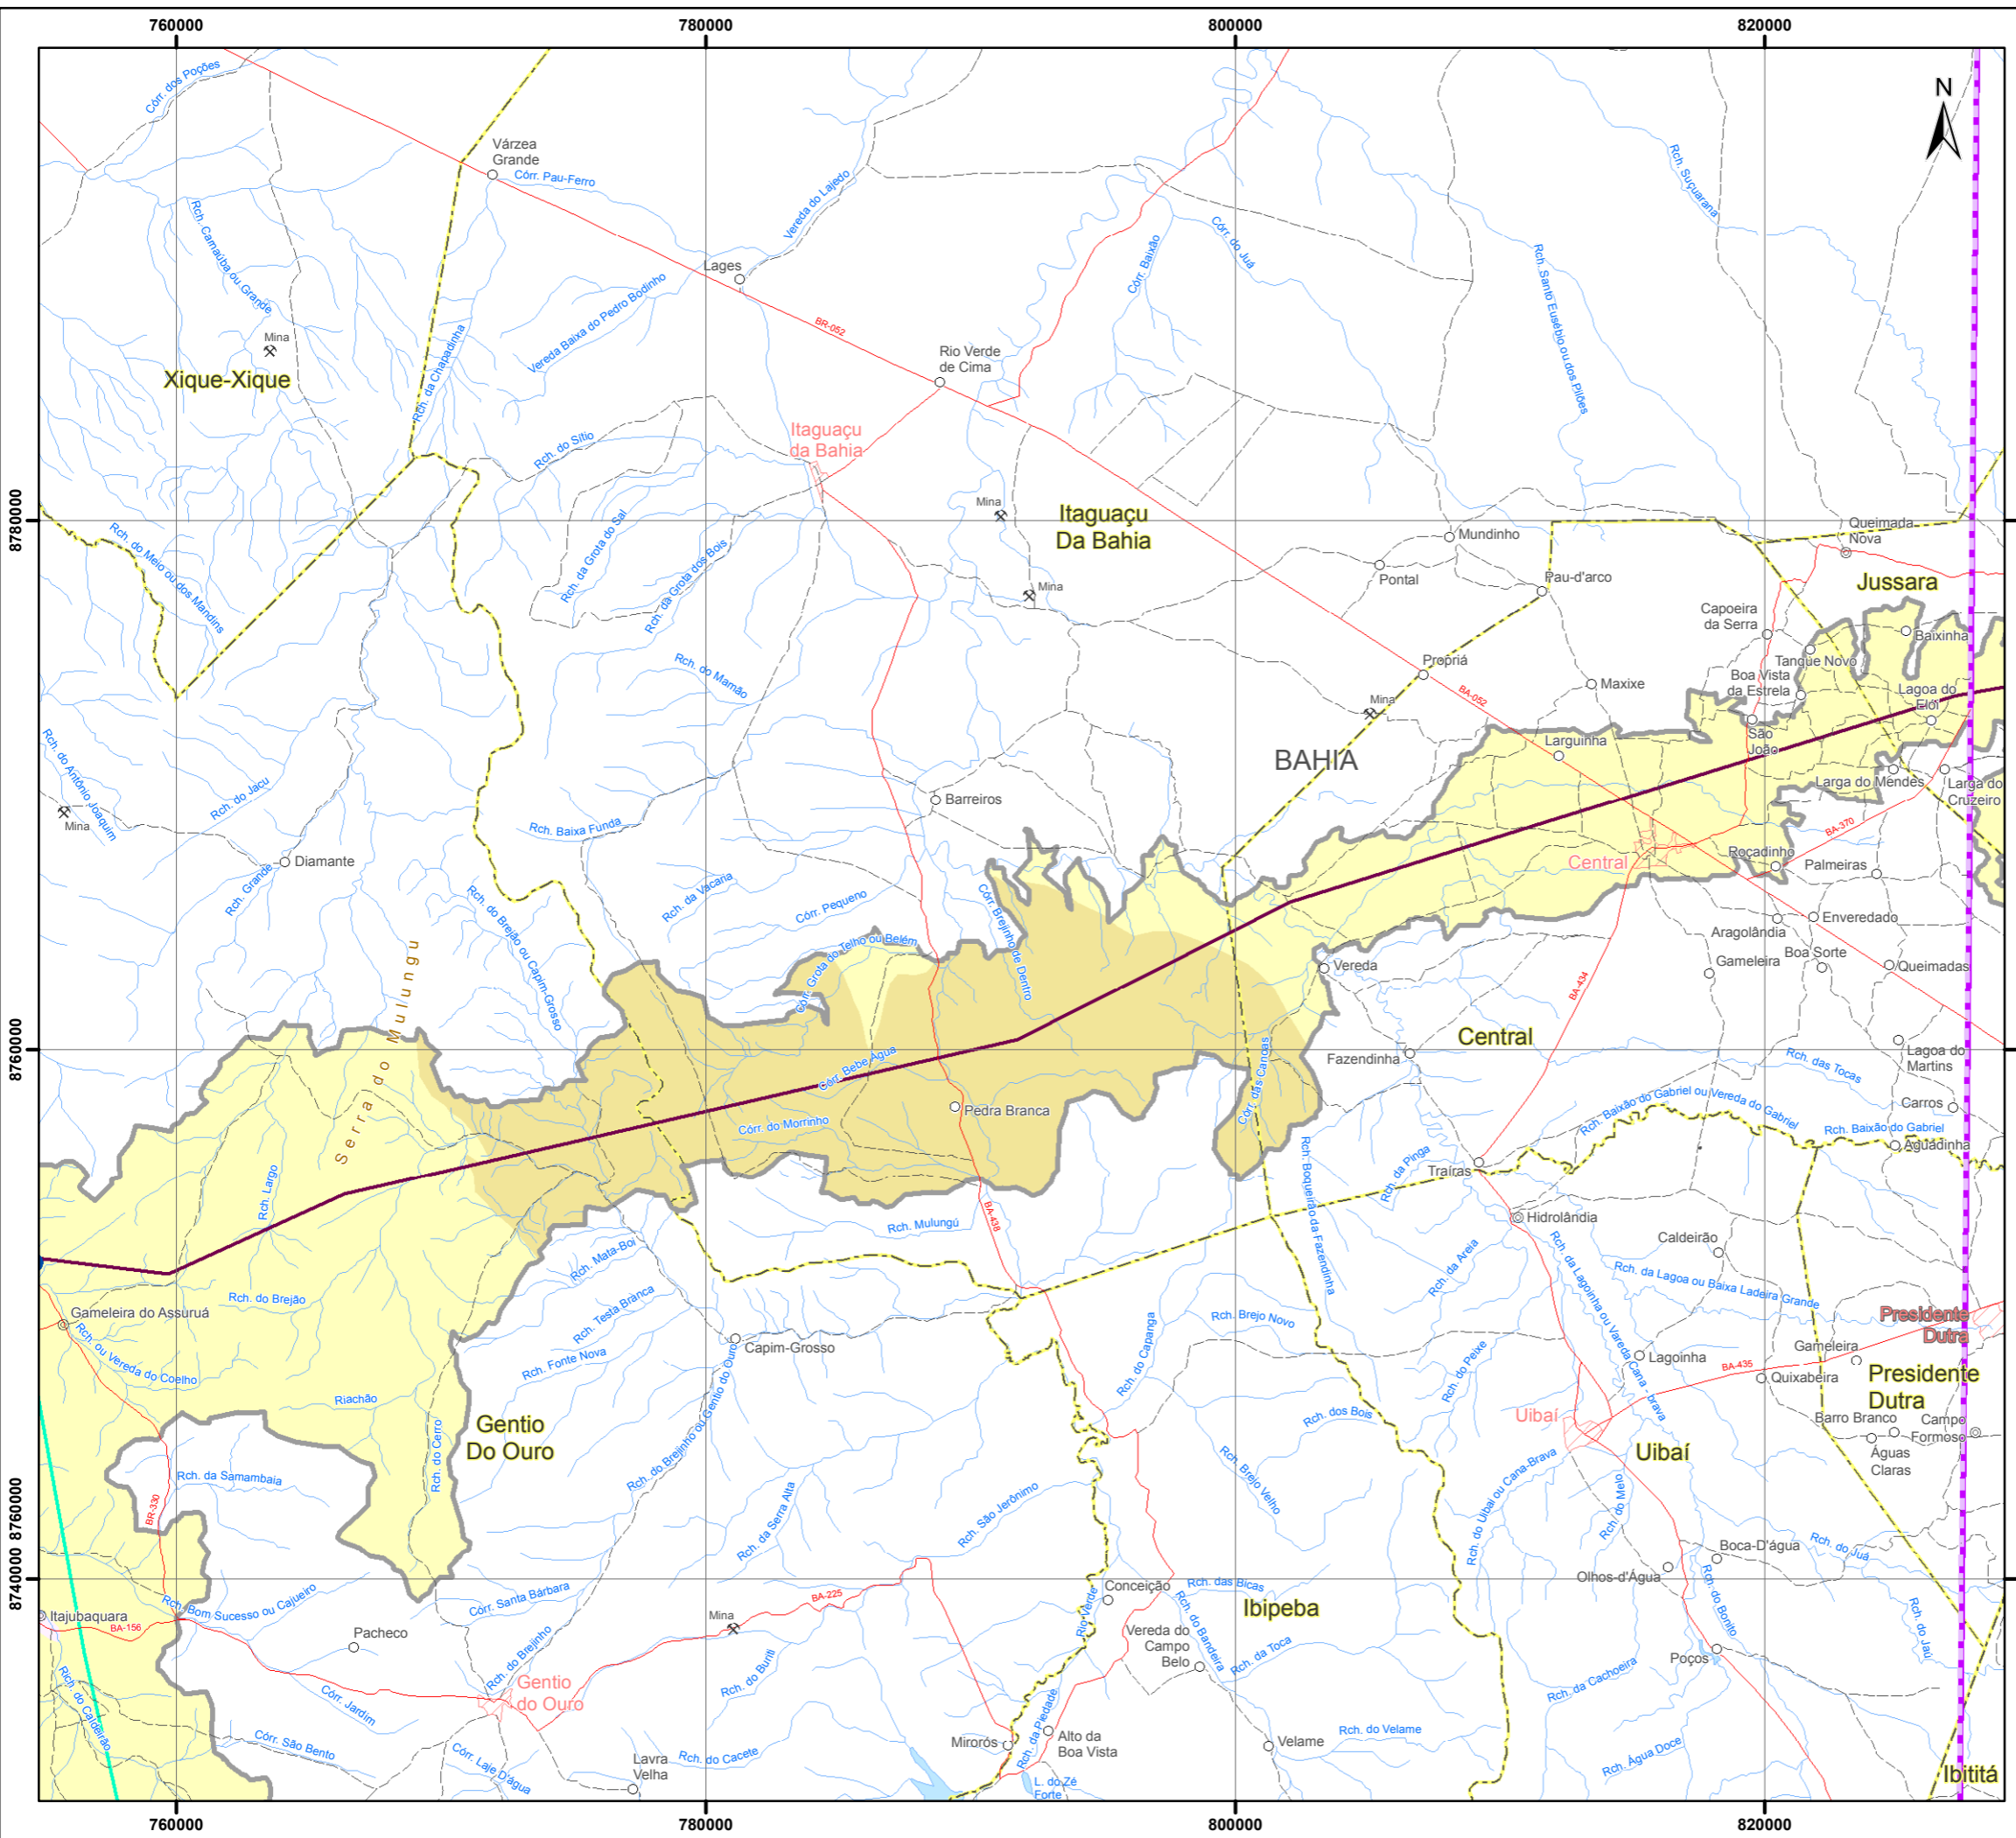 760000
780000
800000
820000
N
Córr. dos Poções
Várzea
Grande
Córr. Pau-Ferro
Rch. Carnaúba ou Grande
Vereda do Lajedo
Lages
Córr. Baixão
Córr. do Juá
Rch. Suçuarana
Rch. Santo Eusébio ou dos Pilões
Mina
Xique-Xique
Rch. da Chapadinha
Vereda Baixa do Pedro Bodinho
BR-052
Rio Verde
de Cima
Itaguaçu
da Bahia
Rch. do Sítio
8780000
Rch. do Meio ou dos Mandins
Rch. da Grota do Sal
Rch. da Grota dos Bois
Mina
Itaguaçu
Da Bahia
Mina
Mundinho
Pontal
Pau-d'arco
Queimada
Nova
Jussara
Capoeira
da Serra
Baixinha
Tanque Novo
Boa Vista
da Estrela
Lagoa do
Eloi
Rch. do Mamão
Propriá
Maxixe
Mina
BA-052
BAHIA
Larguinha
São
João
Larga do Mendes
Larga do
Cruzeiro
Rch. do Antônio Joaquim
Mina
Rch. do Jacu
Rch. Baixa Funda
Barreiros
Diamante
Rch. Grande
Central
BA-370
Roçadinho
Palmeiras
Rch. do Brejão ou Capim-Grosso
Rch. da Vacaria
Córr. Pequeno
Córr. Brejinho de Dentro
Córr. Grota do Telho ou Belém
Enveredado
Aragolândia
Boa Sorte
Gameleira
Queimadas
Vereda
BA-434
Serra do Mulungu
8760000
Central
Fazendinha
Lagoa do
Martins
Rch. das Tocas
Córr. Bebe Água
Córr. das Canoas
Pedra Branca
Córr. do Morrinho
Rch. Baixão do Gabriel ou Vereda do Gabriel
Carros
Rch. Baixão do Gabriel
Aguadinha
Rch. Largo
Rch. Boqueirão da Fazendinha
Rch. da Pinga
Traíras
Rch. Mulungú
BA-438
Hidrolândia
Caldeirão
Rch. Mata-Boi
Rch. da Areia
Rch. da Lagoinha ou Vareda Cana - brava
Rch. da Lagoa ou Baixa Ladeira Grande
Rch. do Brejão
Gameleira do Assuruá
Rch. ou Vereda do Coelho
Rch. Testa Branca
Rch. Fonte Nova
Capim-Grosso
Rch. do Capanga
Rch. Brejo Novo
Presidente
Dutra
Rch. do Peixe
Lagoinha
Gameleira
BA-435
Quixabeira
Presidente
Dutra
Riachão
Rch. do Cerro
Gentio
Do Ouro
Rch. do Brejinho ou Gentio do Ouro
Rch. dos Bois
Uibaí
Uibaí
Barro Branco
Campo
Formoso
Águas
Claras
Rch. da Samambaia
BR-330
Rch. da Serra Alta
Rch. São Jerônimo
Rch. Brejo Velho
Rch. do Uibaí ou Cana-Brava
Rch. do Meio
8760000
8740000
Boca-D'água
Olhos-d'Água
Rch. do Juá
Rch. do Bonito
Rch. do Jaú
Itajubaquara
Rch. Bom Sucesso ou Cajueiro
BA-156
Pacheco
Córr. Santa Bárbara
Mina
BA-225
Conceição
Rio Verde
Rch. das Bicas
Rch. do Bandeira
Ibipeba
Vereda do
Campo
Belo
Rch. da Toca
Poços
Rch. do Brejinho
Gentio
do Ouro
Rich. do Caldeirão
Córr. Jardim
Rch. do Buriti
Rch. da Cachoeira
Córr. São Bento
Córr. Laje D'água
Lavra
Velha
Rch. do Cacete
Mirorós
Rch. da Piedade
Alto da
Boa Vista
L. do Zé
Forte
Velame
Rch. do Velame
Rch. Água Doce
Ibititá
760000
780000
800000
820000